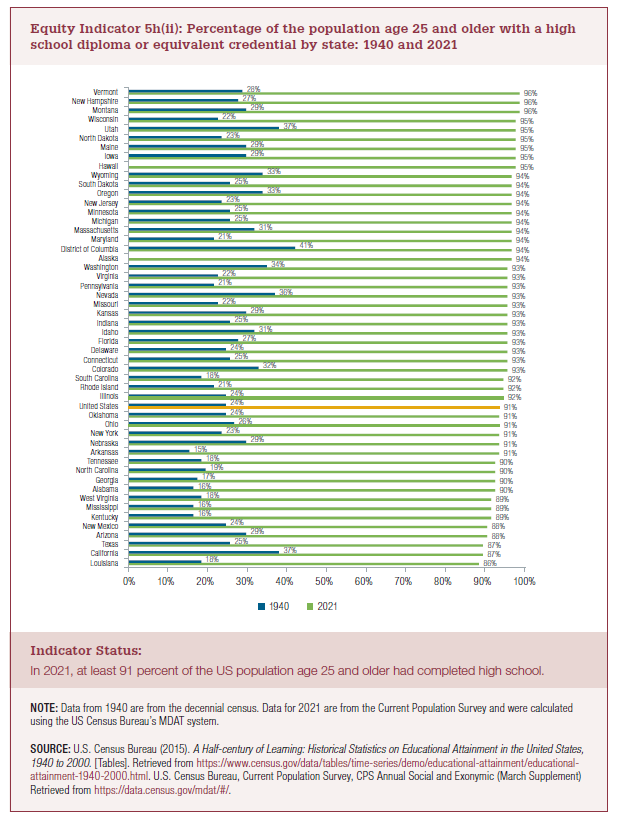 Equity Indicator 5h(ii): Percentage of the population age 25 and older with a high
school diploma or equivalent credential by state: 1940 and 2021
Vermont 28% 96%
New Hampshire 27% 96%
Montana 29% 96%
Wisconsin 22% 95%
Utah 37% 95%
North Dakota 23% 95%
Maine 29% 95%
Iowa 29% 95%
Hawaii 95%
Wyoming 33% 94%
South Dakota 25% 94%
Oregon 33% 94%
New Jersey 23% 94%
Minnesota 25% 94%
Michigan 25% 94%
Massachusetts 31% 94%
Maryland 21% 94%
District of Columbia 41% 94%
Alaska 94%
Washington 34% 93%
Virginia 22% 93%
Pennsylvania 21% 93%
Nevada 36% 93%
Missouri 22% 93%
Kansas 29% 93%
Indiana 25% 93%
Idaho 31% 93%
Florida 27% 93%
Delaware 24% 93%
Connecticut 25% 93%
Colorado 32% 93%
South Carolina 18% 92%
Rhode Island 21% 92%
Illinois 24% 92%
United States 24% 91%
Oklahoma 24% 91%
Ohio 26% 91%
New York 23% 91%
Nebraska 29% 91%
Arkansas 15% 91%
Tennessee 18% 90%
North Carolina 19% 90%
Georgia 17% 90%
Alabama 16% 90%
West Virginia 18% 89%
Mississippi 16% 89%
Kentucky 16% 89%
New Mexico 24% 88%
Arizona 29% 88%
Texas 25% 87%
California 37% 87%
Louisiana 18% 86%
0% 10% 20% 30% 40% 50% 60% 70% 80% 90% 100%
1940 2021
Indicator Status:
In 2021, at least 91 percent of the US population age 25 and older had completed high school.
NOTE: Data from 1940 are from the decennial census. Data for 2021 are from the Current Population Survey and were calculated
using the US Census Bureau's MDAT system.
SOURCE: U.S. Census Bureau (2015). A Half-century of Learning: Historical Statistics on Educational Attainment in the United States,
1940 to 2000. [Tables]. Retrieved from https://www.census.gov/data/tables/time-series/demo/educational-attainment/educational-
attainment-1940-2000.html. U.S. Census Bureau, Current Population Survey, CPS Annual Social and Exonymic (March Supplement)
Retrieved from https://data.census.gov/mdat/#/.